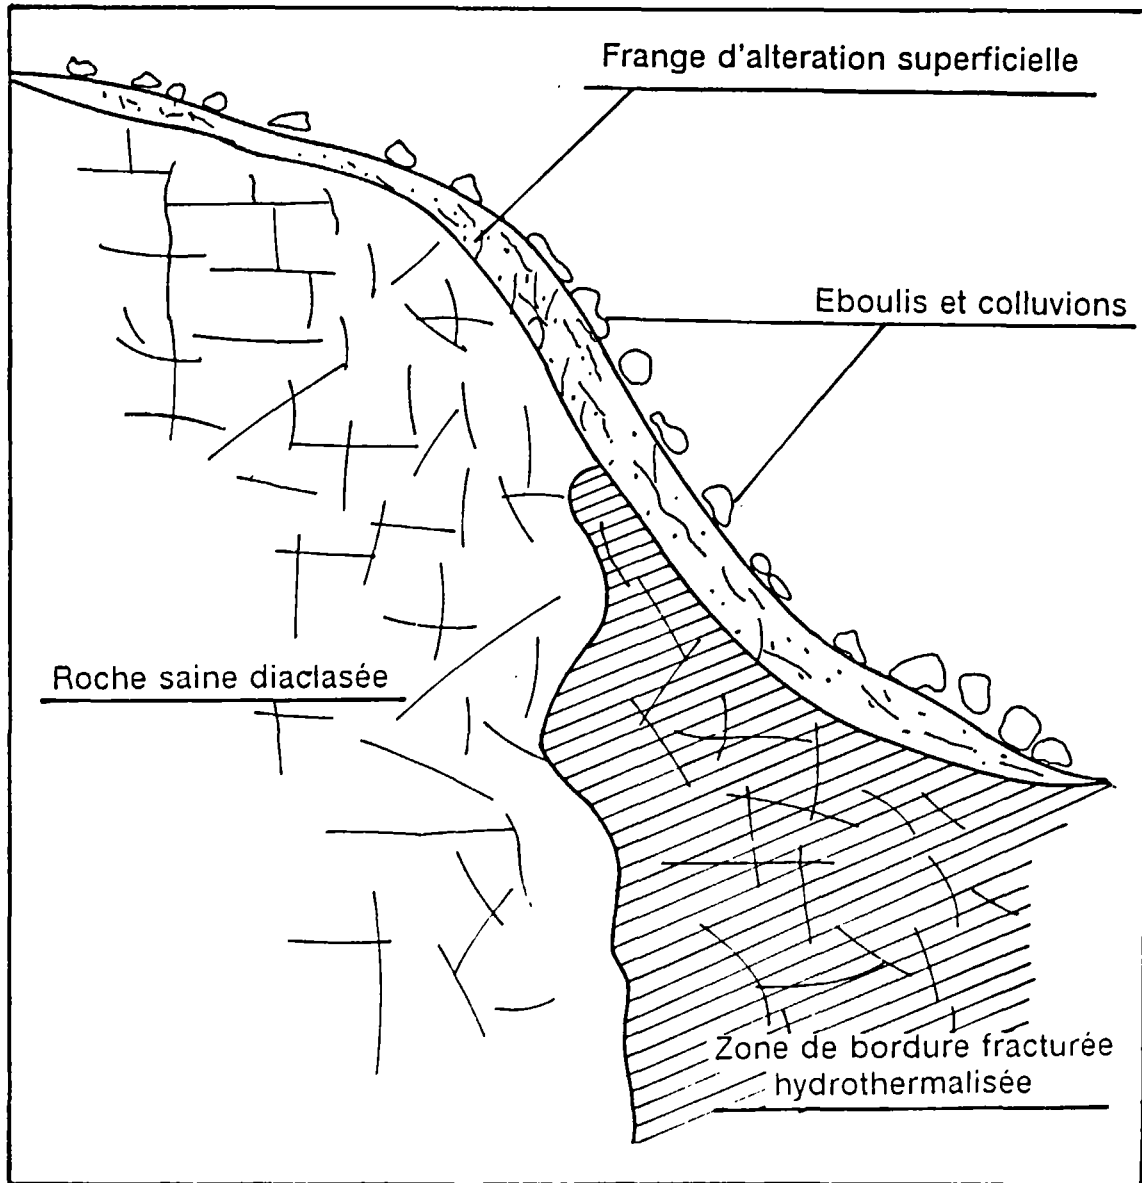 Frange d'alteration superficielle
Eboulis et colluvions
Roche saine diaclasée
Zone de bordure fracturée
hydrothermalisée